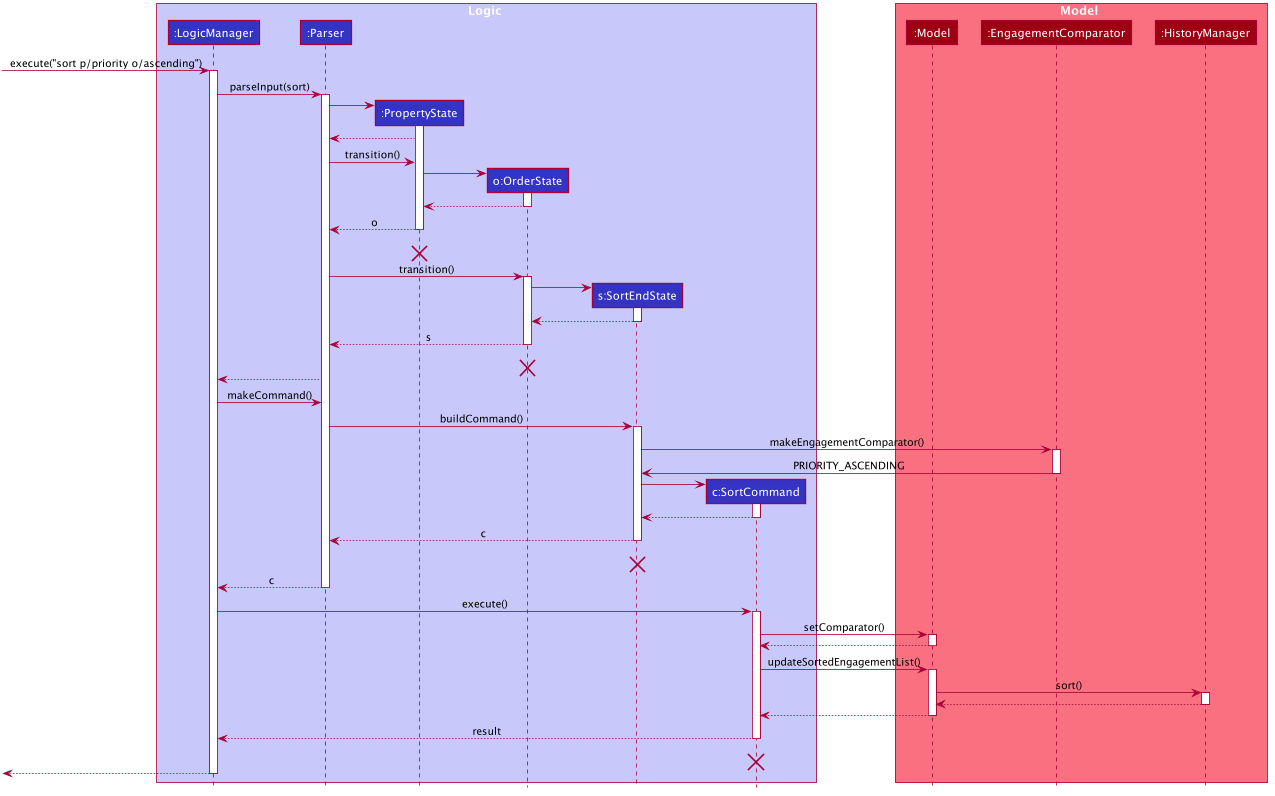 Logic
Model
:LogicManager
:Parser
:Model
:EngagementComparator
:HistoryManager
execute("sort p/priority o/ascending")
parseInput(sort)
:PropertyState
transition()
o:OrderState
o
transition()
s:SortEndState
s
makeCommand()
buildCommand()
makeEngagementComparator()
PRIORITY_ASCENDING
c:SortCommand
c
c
execute()
setComparator()
updateSortedEngagementList()
sort()
result